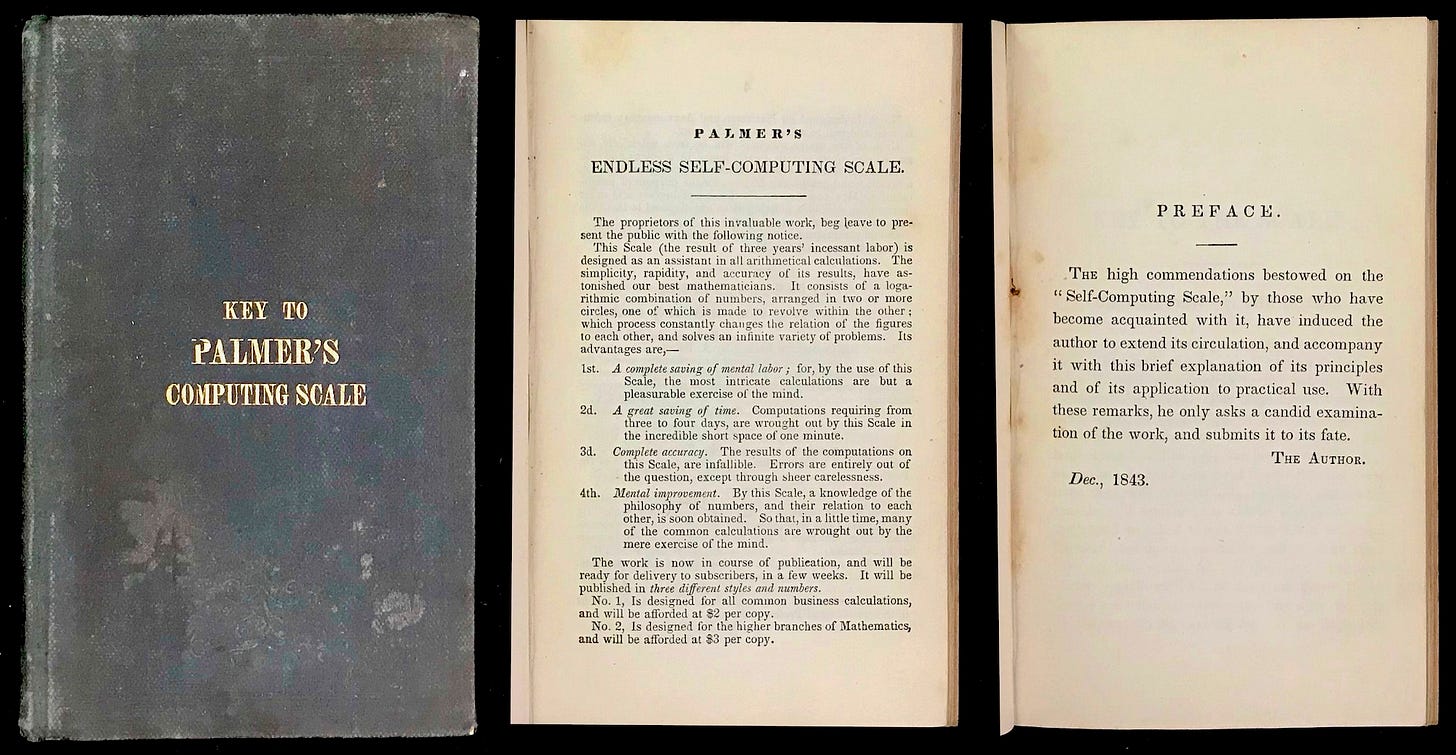 KEY TO
PALMER'S
COMPUTING SCALE
PALMER'S
ENDLESS SELF-COMPUTING SCALE.
The proprietors of this invaluable work, beg leave to pre-
sent the public with the following notice.
This Scale (the result of three years' incessant labor) is
designed as an assistant in all arithmetical calculations. The
simplicity, rapidity, and accuracy of its results, have as-
tonished our best mathematicians. It consists of a loga-
rithmic combination of numbers, arranged in two or more
circles, one of which is made to revolve within the other;
which process constantly changes the relation of the figures
to each other, and solves an infinite variety of problems. Its
advantages are,—
1st. A complete saving of mental labor; for, by the use of this
Scale, the most intricate calculations are but a
pleasurable exercise of the mind.
2d. A great saving of time. Computations requiring from
three to four days, are wrought out by this Scale in
the incredible short space of one minute.
3d. Complete accuracy. The results of the computations on
this Scale, are infallible. Errors are entirely out of
the question, except through sheer carelessness.
4th. Mental improvement. By this Scale, a knowledge of the
philosophy of numbers, and their relation to each
other, is soon obtained. So that, in a little time, many
of the common calculations are wrought out by the
mere exercise of the mind.
The work is now in course of publication, and will be
ready for delivery to subscribers, in a few weeks. It will be
published in three different styles and numbers.
No. 1, Is designed for all common business calculations,
and will be afforded at $2 per copy.
No. 2, Is designed for the higher branches of Mathematics,
and will be afforded at $3 per copy.
PREFACE.
THE high commendations bestowed on the
"Self-Computing Scale," by those who have
become acquainted with it, have induced the
author to extend its circulation, and accompany
it with this brief explanation of its principles
and of its application to practical use. With
these remarks, he only asks a candid examina-
tion of the work, and submits it to its fate.
THE AUTHOR.
Dec., 1843.